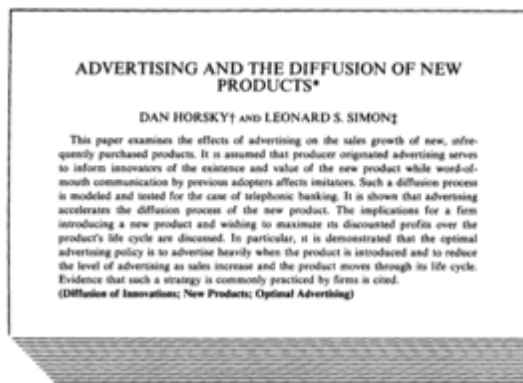 ADVERTISING AND THE DIFFUSION OF NEW
PRODUCTS*
DAN HORSKY† AND LEONARD S. SIMON‡
This paper examines the effects of advertising on the sales growth of new, infre-
quently purchased products. It is assumed that producer originated advertising serves
to inform innovators of the existence and value of the new product while word-of-
mouth communication by previous adopters affects imitators. Such a diffusion process
is modeled and tested for the case of telephonic banking. It is shown that advertising
accelerates the diffusion process of the new product. The implications for a firm
introducing a new product and wishing to maximize its discounted profits over the
product's life cycle are discussed. In particular, it is demonstrated that the optimal
advertising policy is to advertise heavily when the product is introduced and to reduce
the level of advertising as sales increase and the product moves through its life cycle.
Evidence that such a strategy is commonly practiced by firms is cited.
(Diffusion of Innovations; New Products; Optimal Advertising)